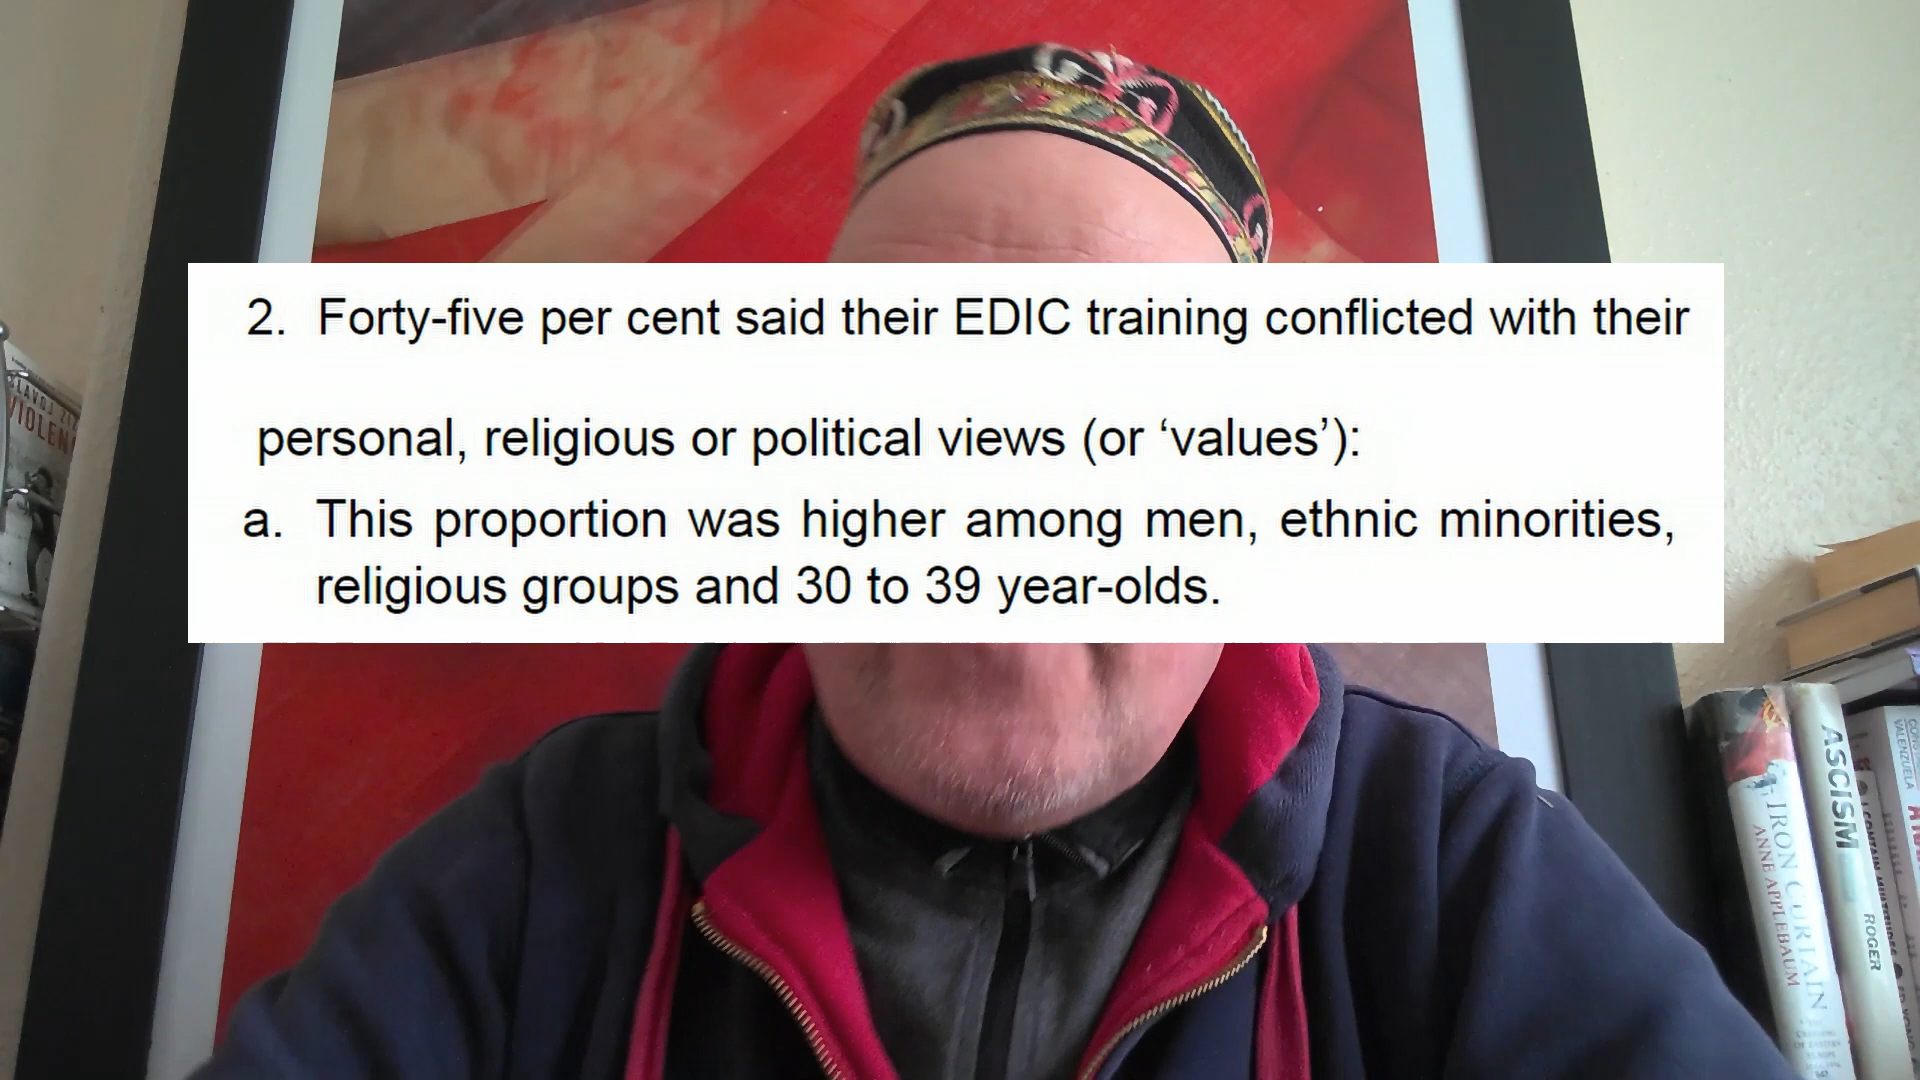 2. Forty-five per cent said their EDIC training conflicted with their
personal, religious or political views (or ‘values’):
a. This proportion was higher among men, ethnic minorities,
religious groups and 30 to 39 year-olds.
IRON CURTAIN
ANNE APPLEBAUM
ASCISM
ROGER
VALENZUELA